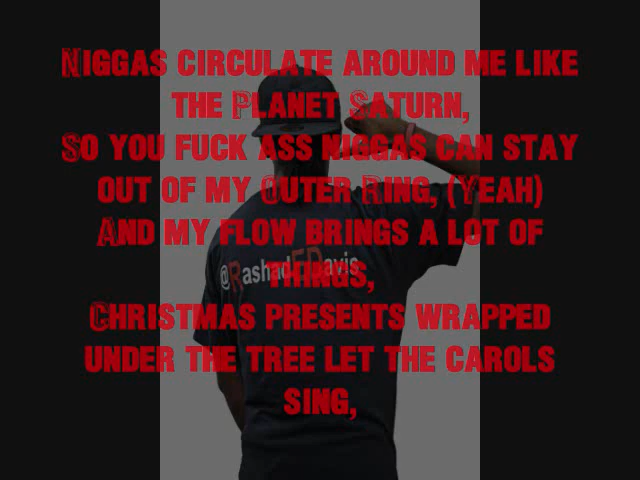 Niggas circulate around me like
the Planet Saturn,
So you fuck ass niggas can stay
out of my Outer Ring, (Yeah)
And my flow brings a lot of
things,
@RashadEDavis
Christmas presents wrapped
under the tree let the carols
sing,